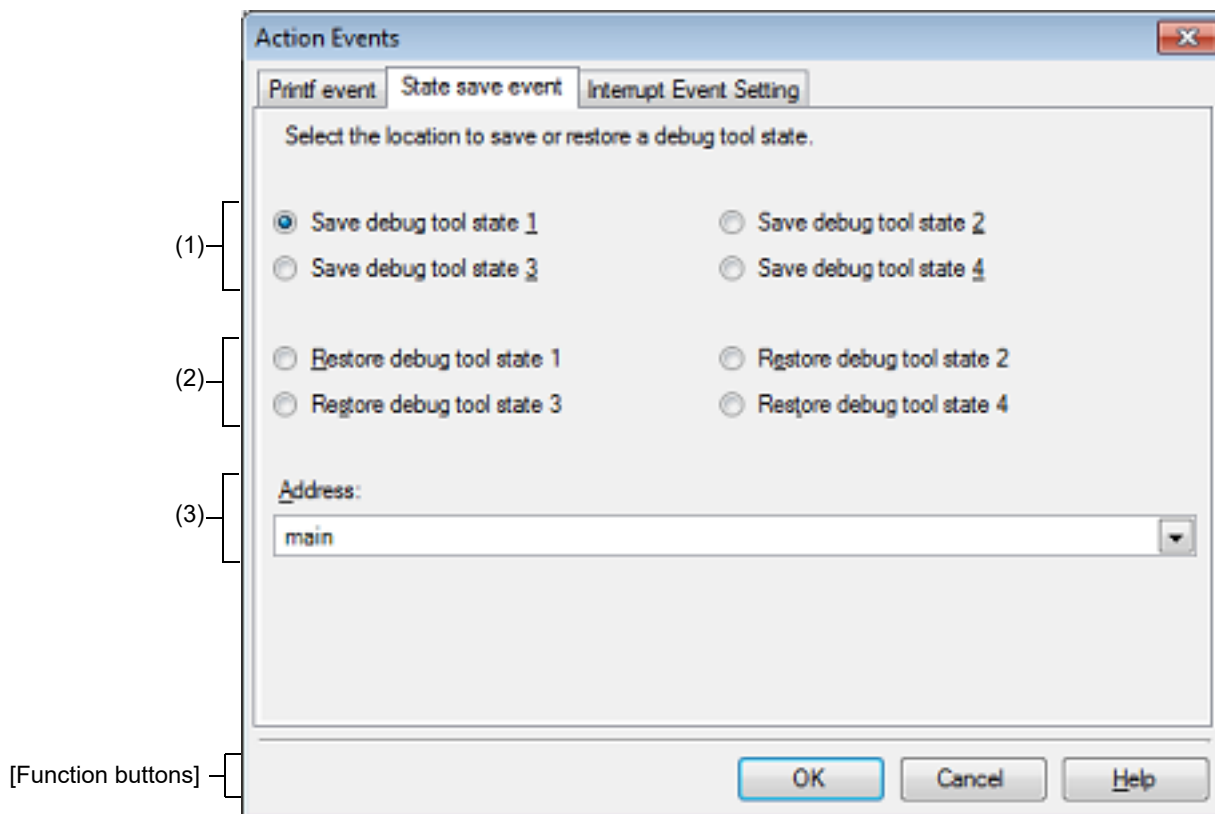 Action Events
Printf event State save event Interrupt Event Setting
Select the location to save or restore a debug tool state.
(1)
Save debug tool state 1 Save debug tool state 2
Save debug tool state 3 Save debug tool state 4
(2)
Restore debug tool state 1 Restore debug tool state 2
Restore debug tool state 3 Restore debug tool state 4
(3)
Address:
main
[Function buttons]
OK Cancel Help